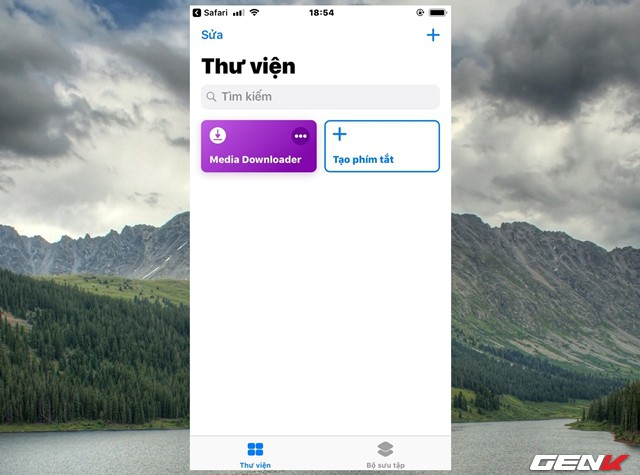 Safari 18:54
Sửa
Thư viện
Tìm kiếm
Media Downloader
Tạo phím tắt
Thư viện Bộ sưu tập
GENK